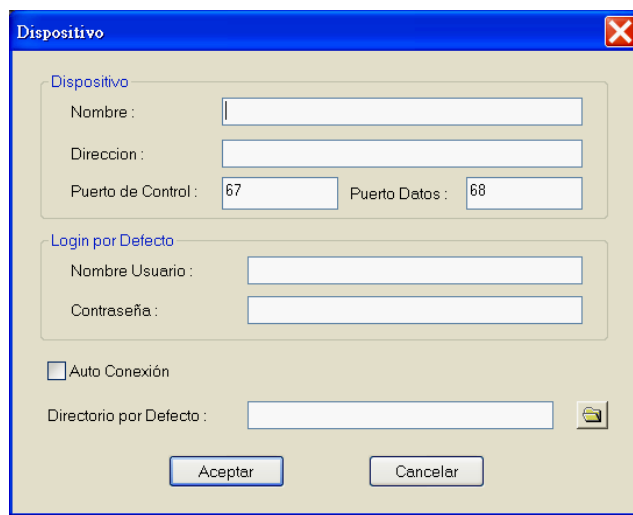 Dispositivo
Dispositivo
Nombre :
Direccion :
Puerto de Control : 67 Puerto Datos : 68
Login por Defecto
Nombre Usuario :
Contraseña :
Auto Conexión
Directorio por Defecto :
Aceptar Cancelar